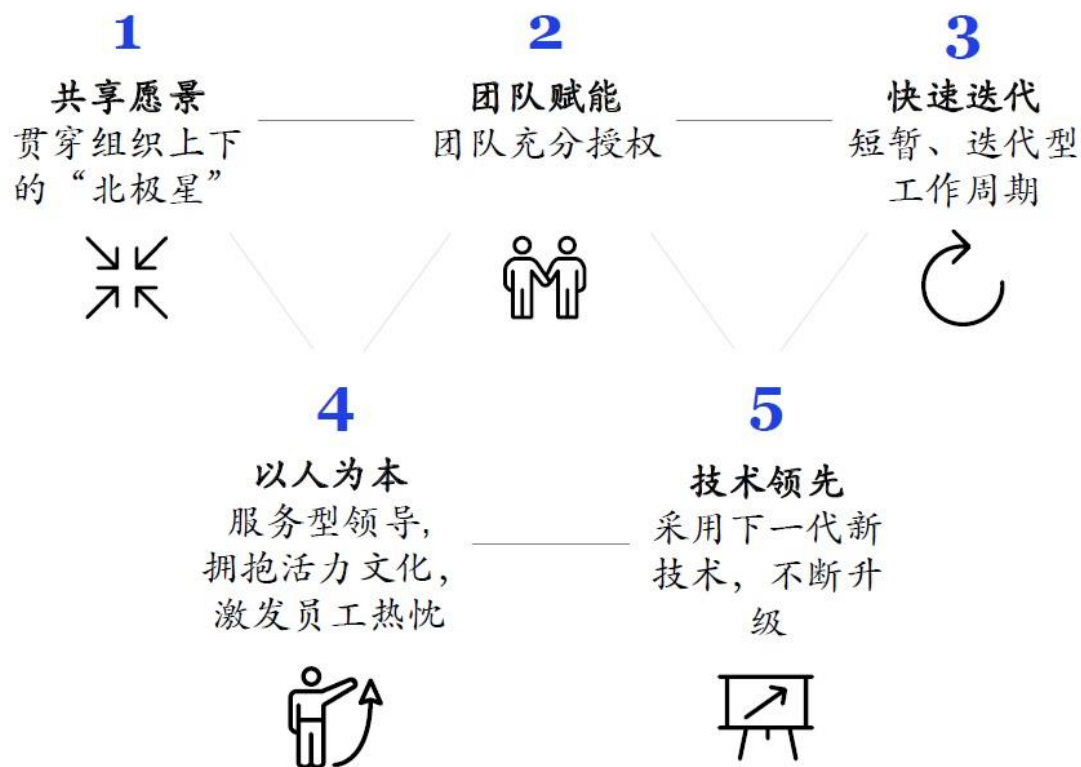 1
共享愿景
贯穿组织上下
的“北极星”
2
团队赋能
团队充分授权
3
快速迭代
短暂、迭代型
工作周期
4
以人为本
服务型领导,
拥抱活力文化,
激发员工热忱
5
技术领先
采用下一代新
技术，不断升
级